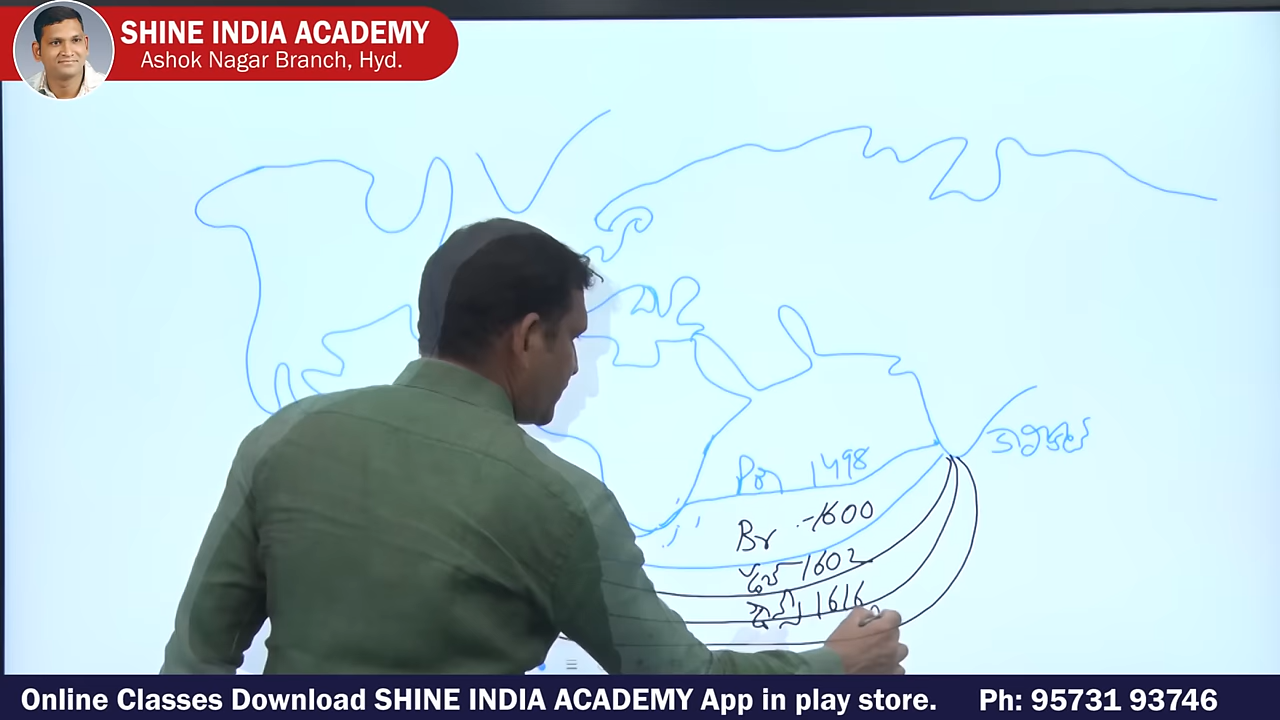 SHINE INDIA ACADEMY
Ashok Nagar Branch, Hyd.
Por 1498
కాలికట్
Br :-1600
డచ్-1602
1616
Online Classes Download SHINE INDIA ACADEMY App in play store. Ph: 95731 93746